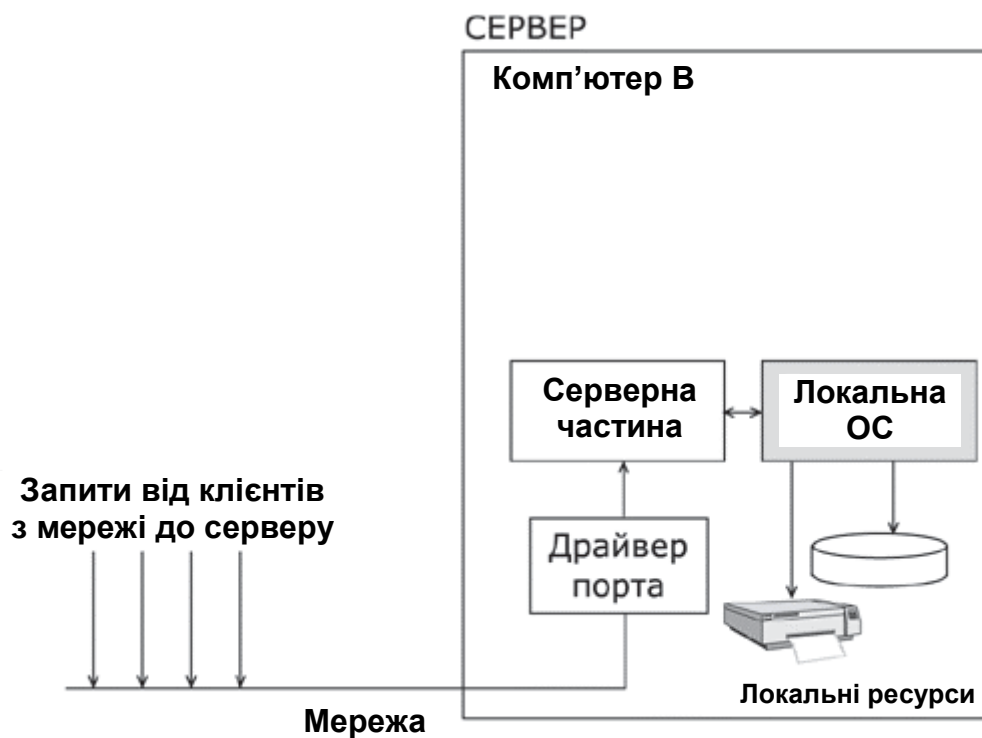 СЕРВЕР
Комп’ютер В
Серверна
частина
Локальна
ОС
Запити від клієнтів
з мережі до серверу
Драйвер
порта
Локальні ресурси
Мережа